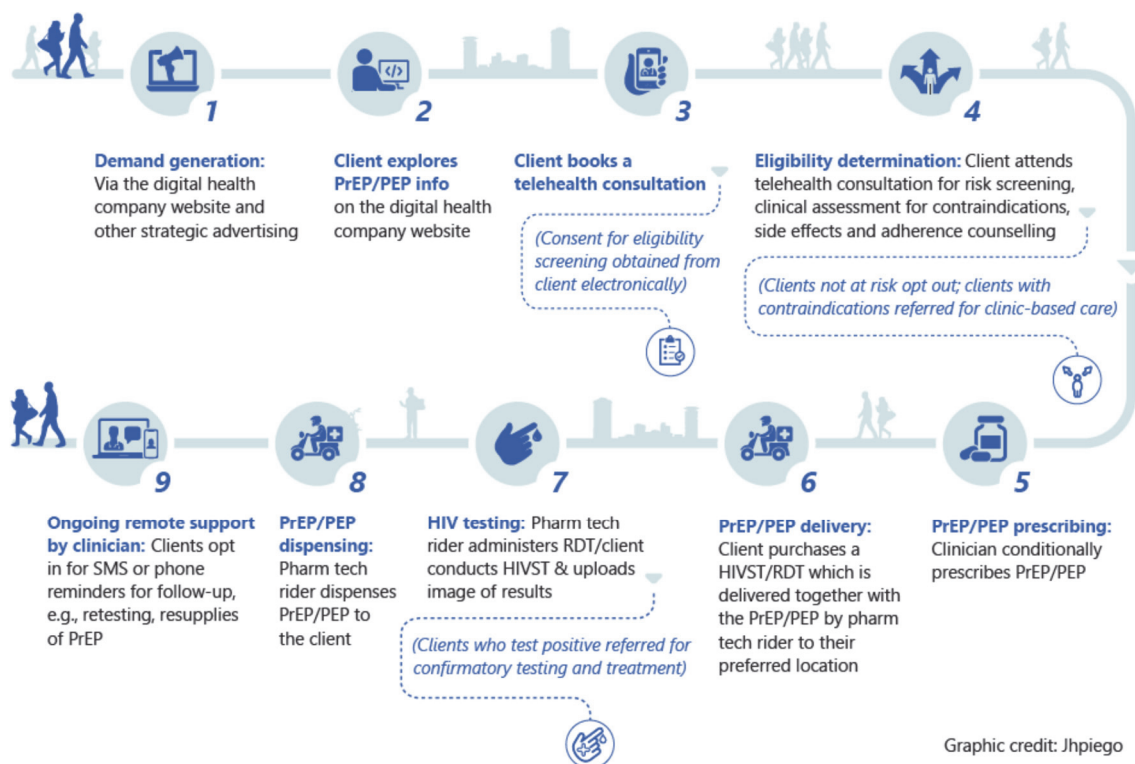 1
Demand generation:
Via the digital health
company website and
other strategic advertising
</>
2
Client explores
PrEP/PEP info
on the digital health
company website
3
Client books a
telehealth consultation
(Consent for eligibility
screening obtained from
client electronically)
4
Eligibility determination: Client attends
telehealth consultation for risk screening,
clinical assessment for contraindications,
side effects and adherence counselling
(Clients not at risk opt out; clients with
contraindications referred for clinic-based care)
5
PrEP/PEP prescribing:
Clinician conditionally
prescribes PrEP/PEP
6
PrEP/PEP delivery:
Client purchases a
HIVST/RDT which is
delivered together with
the PrEP/PEP by pharm
tech rider to their
preferred location
7
HIV testing: Pharm tech
rider administers RDT/client
conducts HIVST & uploads
image of results
(Clients who test positive referred for
confirmatory testing and treatment)
8
PrEP/PEP
dispensing:
Pharm tech
rider dispenses
PrEP/PEP to
the client
9
Ongoing remote support
by clinician: Clients opt
in for SMS or phone
reminders for follow-up,
e.g., retesting, resupplies
of PrEP
Graphic credit: Jhpiego